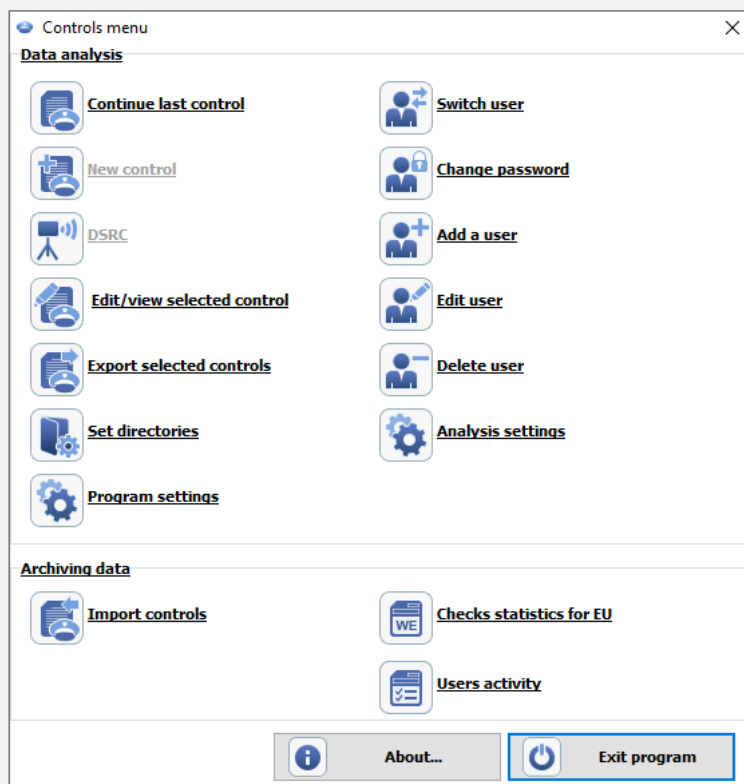 Controls menu
Data analysis
Continue last control
Switch user
New control
Change password
DSRC
Add a user
Edit/view selected control
Edit user
Export selected controls
Delete user
Set directories
Analysis settings
Program settings
Archiving data
Import controls
WE
Checks statistics for EU
Users activity
About...
Exit program